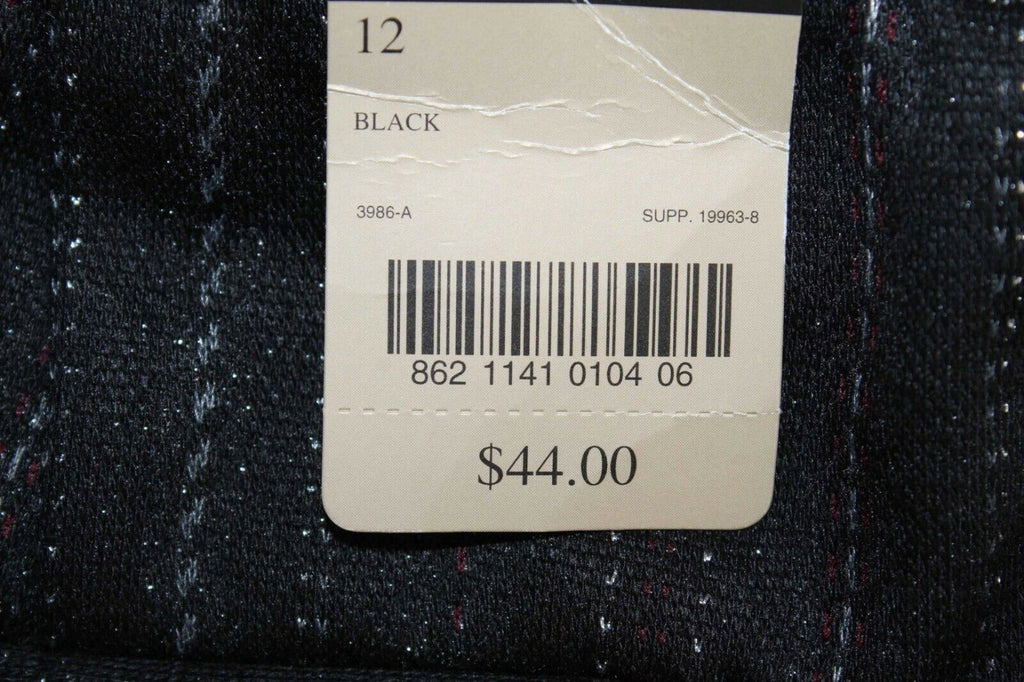 12
BLACK
3986-A SUPP. 19963-8
862 1141 0104 06
$44.00